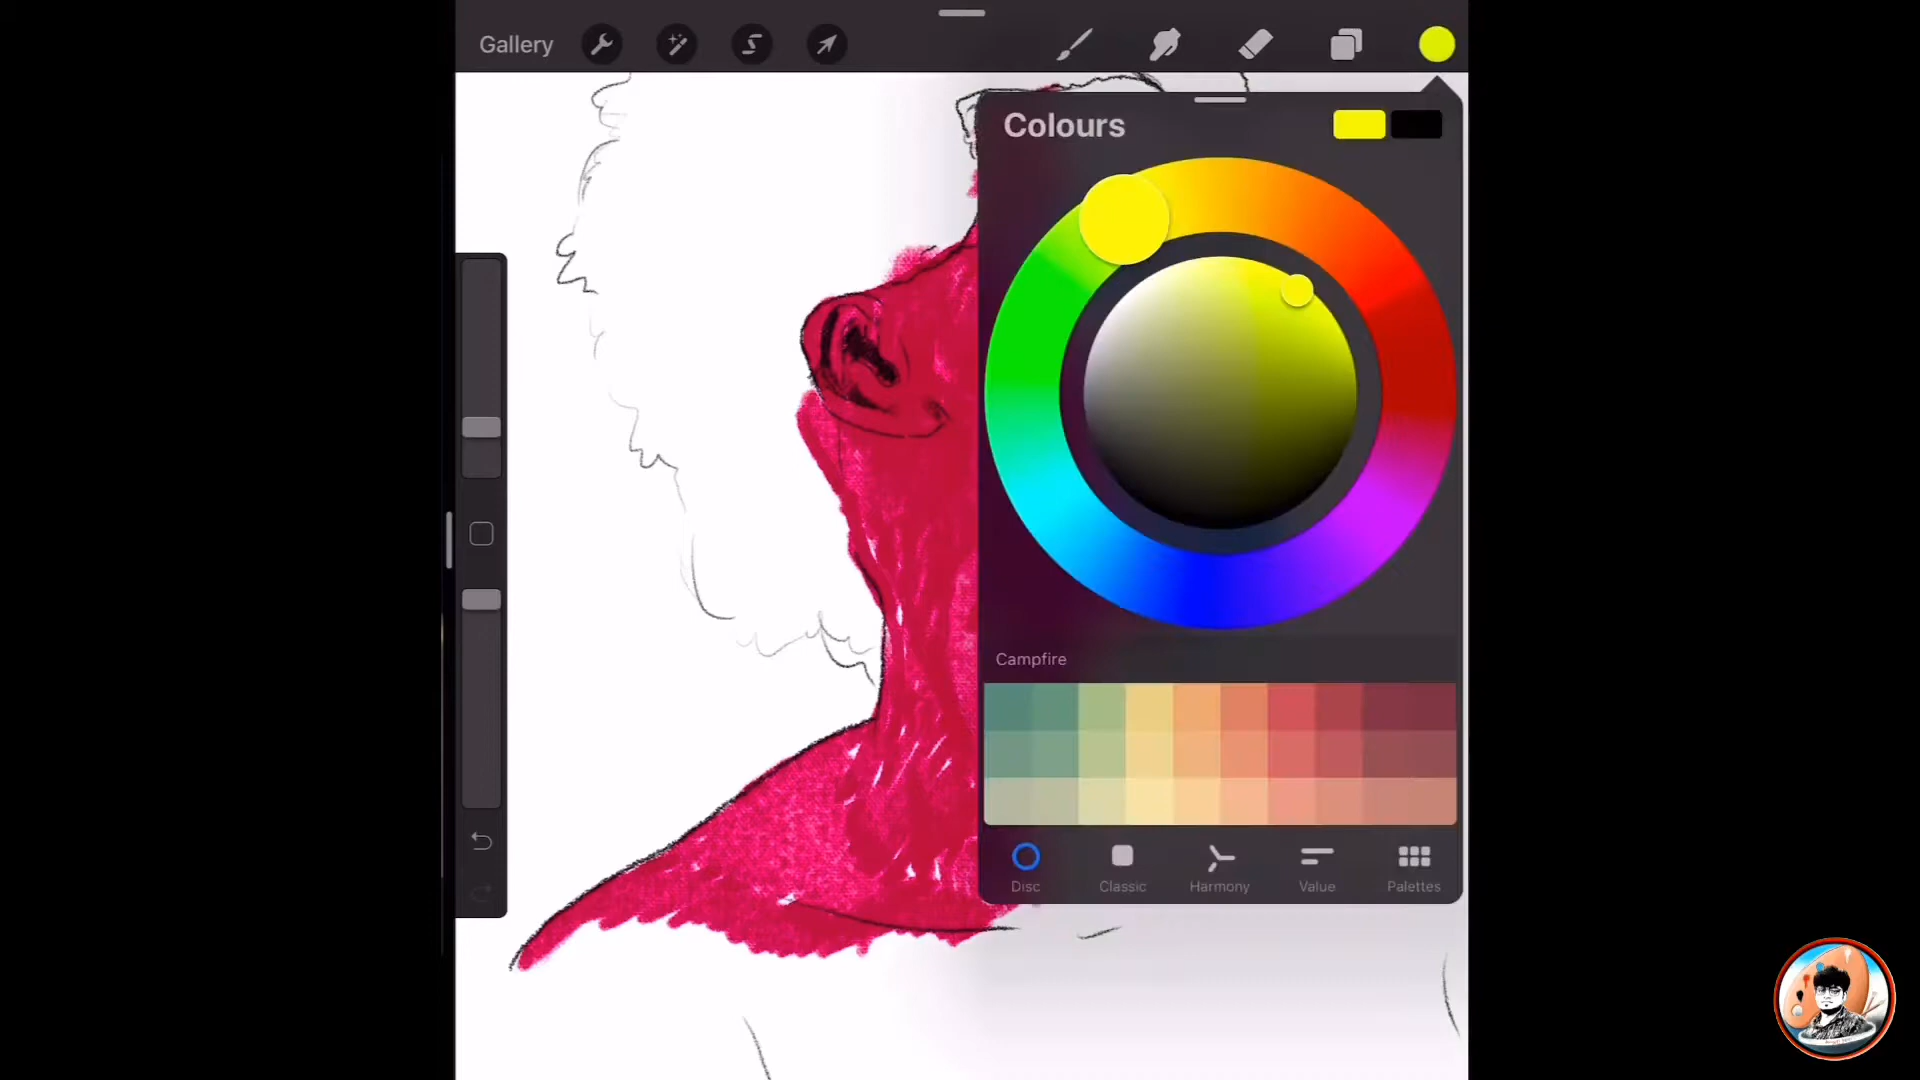 Gallery
Colours
Campfire
Disc
Classic
Harmony
Value
Palettes